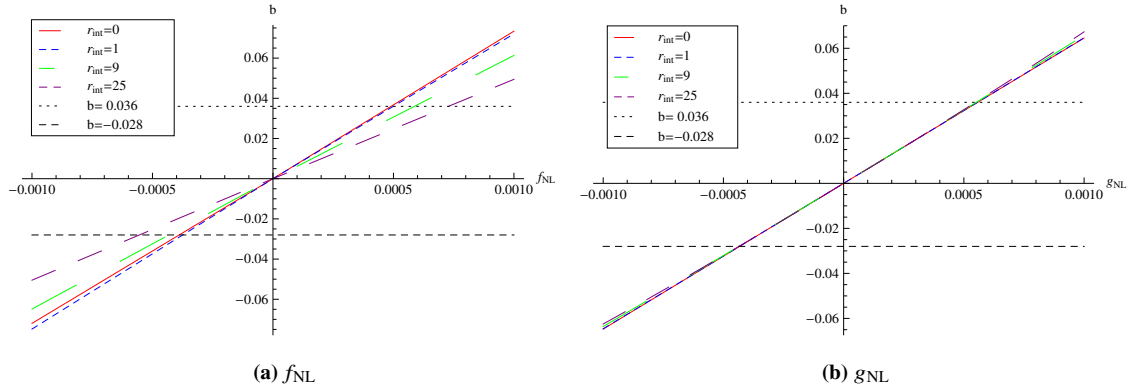 b
r_int=0
r_int=1
r_int=9
r_int=25
b= 0.036
b=−0.028
0.06
0.04
0.02
−0.0010
−0.0005
0.0005
0.0010
f_NL
−0.02
−0.04
−0.06
(a) f_NL
b
r_int=0
r_int=1
r_int=9
r_int=25
b= 0.036
b=−0.028
0.06
0.04
0.02
−0.0010
−0.0005
0.0005
0.0010
g_NL
−0.02
−0.04
−0.06
(b) g_NL